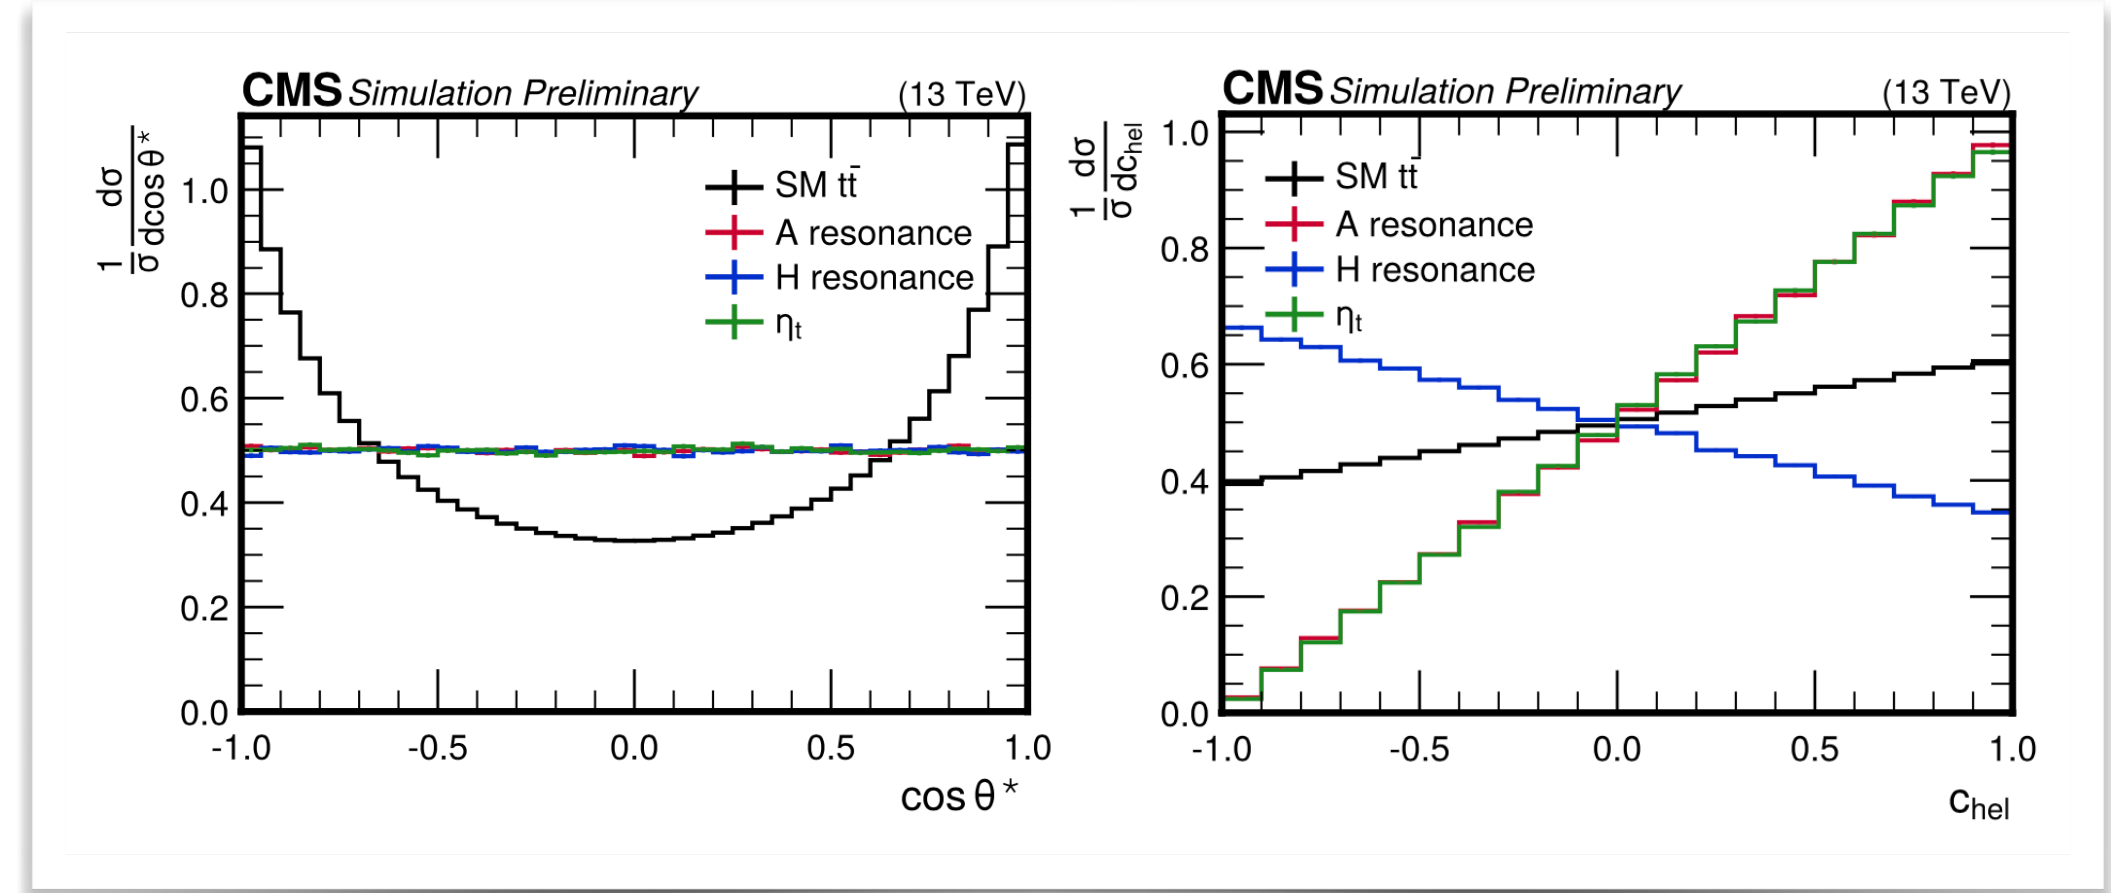 CMS Simulation Preliminary (13 TeV)
1/σ dσ/dcos θ*
SM tt̄
A resonance
H resonance
ηt
1.0
0.8
0.6
0.4
0.2
0.0
-1.0 -0.5 0.0 0.5 1.0
cos θ*
CMS Simulation Preliminary (13 TeV)
1/σ dσ/dchel
SM tt̄
A resonance
H resonance
ηt
1.0
0.8
0.6
0.4
0.2
0.0
-1.0 -0.5 0.0 0.5 1.0
chel